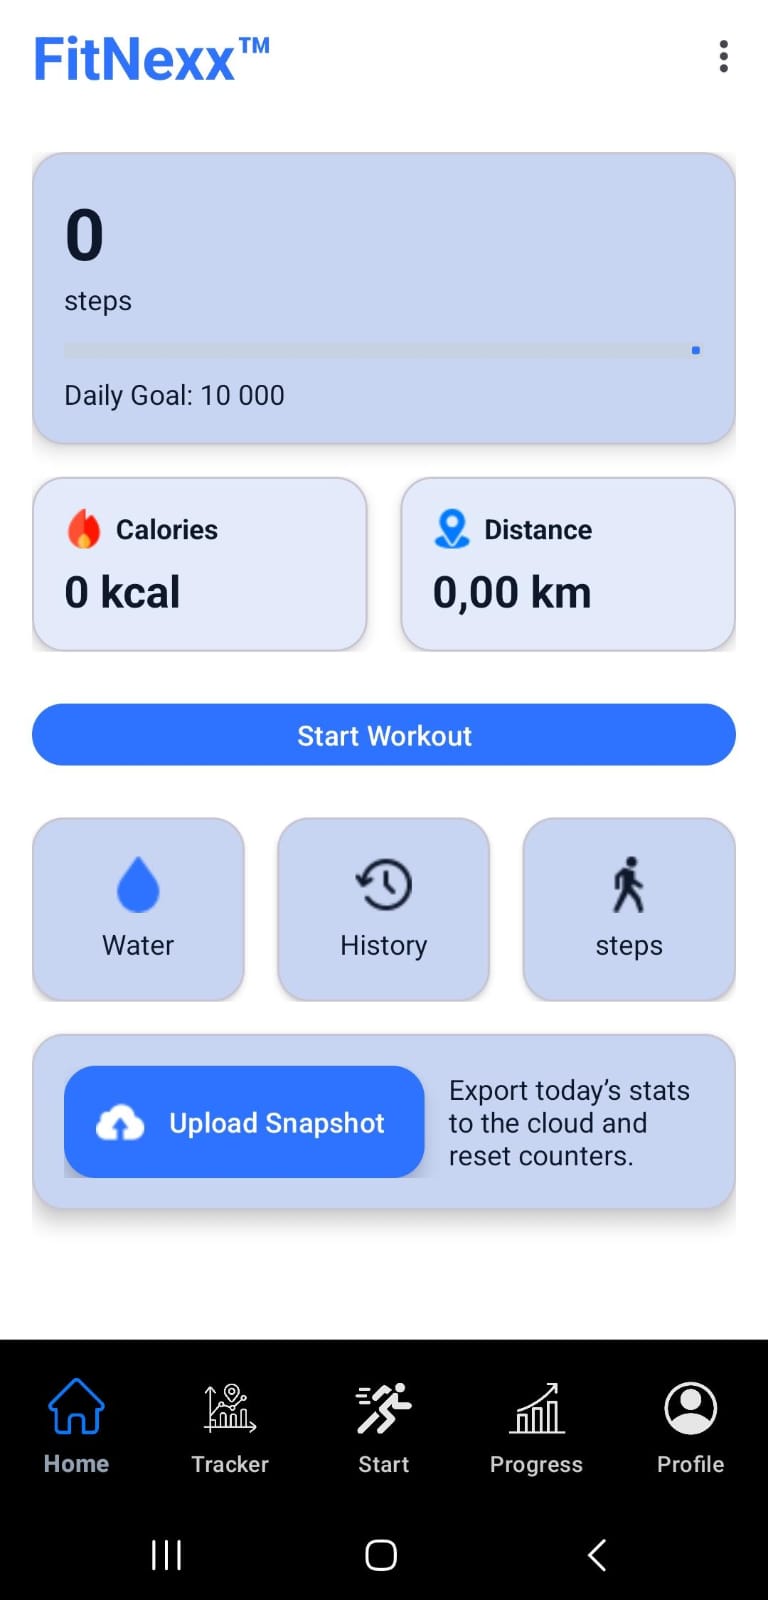 FitNexx™
0
steps
Daily Goal: 10 000
Calories
0 kcal
Distance
0,00 km
Start Workout
Water
History
steps
Upload Snapshot
Export today’s stats
to the cloud and
reset counters.
Home
Tracker
Start
Progress
Profile